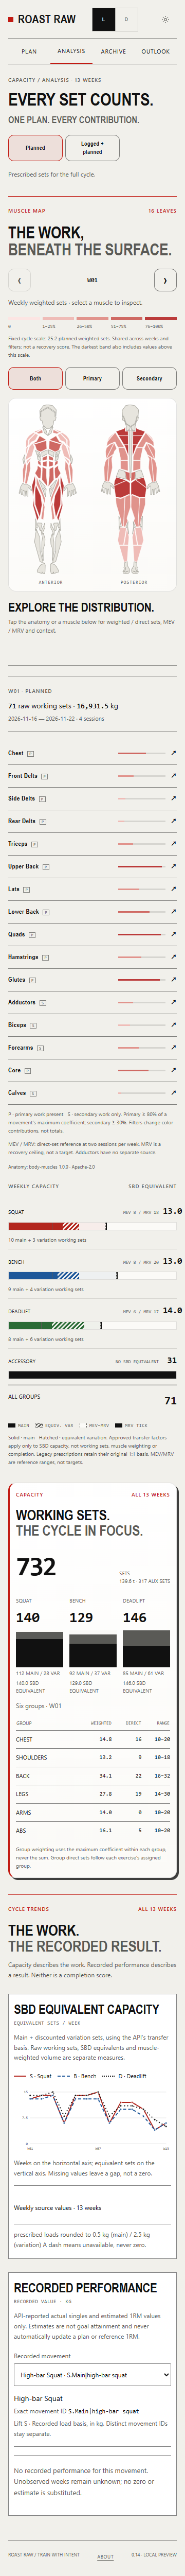 ROAST RAW
L
D
PLAN
ANALYSIS
ARCHIVE
OUTLOOK
CAPACITY / ANALYSIS · 13 WEEKS
EVERY SET COUNTS.
ONE PLAN. EVERY CONTRIBUTION.
Planned
Logged +
planned
Prescribed sets for the full cycle.
MUSCLE MAP
16 LEAVES
THE WORK,
BENEATH THE SURFACE.
W01
Weekly weighted sets · select a muscle to inspect.
0
1–25%
26–50%
51–75%
76–100%
Fixed cycle scale: 25.2 planned weighted sets. Shared across weeks and
filters; not a recovery score. The darkest band also includes values above
this scale.
Both
Primary
Secondary
ANTERIOR
POSTERIOR
EXPLORE THE DISTRIBUTION.
Tap the anatomy or a muscle below for weighted / direct sets, MEV
/ MRV and context.
W01 · PLANNED
71 raw working sets · 16,931.5 kg
2026-11-16 — 2026-11-22 · 4 sessions
Chest P ↗
Front Delts P ↗
Side Delts P ↗
Rear Delts P ↗
Triceps P ↗
Upper Back P ↗
Lats P ↗
Lower Back P ↗
Quads P ↗
Hamstrings P ↗
Glutes P ↗
Adductors S ↗
Biceps S ↗
Forearms S ↗
Core P ↗
Calves S ↗
P · primary work present S · secondary work only. Primary ≥ 80% of a
movement's maximum coefficient; secondary ≥ 30%. Filters change color
contributions, not totals.
MEV / MRV: direct-set reference at two sessions per week. MRV is a
recovery ceiling, not a target. Adductors have no separate source.
Anatomy: body-muscles 1.0.0 · Apache-2.0
WEEKLY CAPACITY
SBD EQUIVALENT
SQUAT
MEV 8 / MRV 18 13.0
10 main + 3 variation working sets
BENCH
13.0
9 main + 4 variation working sets
DEADLIFT
14.0
8 main + 6 variation working sets
ACCESSORY
NO SBD EQUIVALENT 31
ALL GROUPS
71
MAIN
EQUIV. VAR
MEV–MRV
MEV TICK
Solid · main · Hatched · equivalent variation. Approved transfer factors
apply only to SBD capacity, not working sets, muscle weighting or
completion. Legacy prescriptions retain their original 1:1 basis. MEV/MRV
are reference ranges, not targets.
CAPACITY
ALL 13 WEEKS
WORKING SETS.
THE CYCLE IN FOCUS.
732
SETS
139.6 t · 317 AUX SETS
SQUAT
BENCH
DEADLIFT
140
129
146
112 MAIN / 28 VAR
92 MAIN / 37 VAR
85 MAIN / 61 VAR
140.0 SBD
EQUIVALENT
129.0 SBD
EQUIVALENT
146.0 SBD
EQUIVALENT
Six groups · W01
GROUP WEIGHTED DIRECT RANGE
CHEST 14.8 16 10–20
SHOULDERS 13.2 9 10–18
BACK 34.1 22 16–32
LEGS 27.8 19 14–30
ARMS 14.0 0 10–20
ABS 16.1 5 10–20
Group weighting uses the maximum coefficient within each group,
never the sum. Group direct sets follow each exercise's assigned
group.
CYCLE TRENDS
ALL 13 WEEKS
THE WORK.
THE RECORDED RESULT.
Capacity describes the work. Recorded performance describes
a result. Neither is a completion score.
SBD EQUIVALENT CAPACITY
EQUIVALENT SETS / WEEK
Main + discounted variation sets, using the API's transfer
basis. Raw working sets, SBD equivalents and muscle-
weighted volume are separate measures.
S · Squat
B · Bench
D · Deadlift
0
W01
W07
W13
Weeks on the horizontal axis; equivalent sets on the
vertical axis. Missing values leave a gap, not a zero.
Weekly source values · 13 weeks
prescribed loads rounded to 0.5 kg (main) / 2.5 kg
(variation) A dash means unavailable, never zero.
RECORDED PERFORMANCE
RECORDED VALUE · KG
API-reported actual singles and estimated 1RM values
only. Estimates are not goal attainment and never
automatically update a plan or reference 1RM.
Recorded movement
High-bar Squat · S.Main|high-bar squat
High-bar Squat
Exact movement ID S.Main|high-bar squat
Lift S · Recorded load basis, in kg. Distinct movement IDs
stay separate.
No recorded performance for this movement.
Unobserved weeks remain unknown; no zero or
estimate is substituted.
ROAST RAW / TRAIN WITH INTENT
ABOUT
0.14 · LOCAL PREVIEW